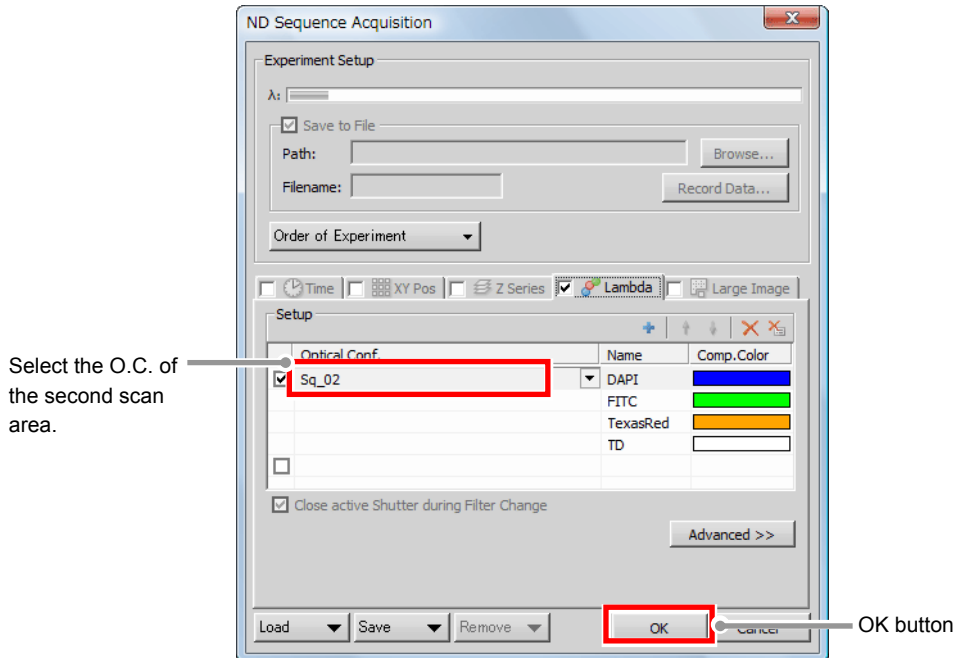 ND Sequence Acquisition
Experiment Setup
λ:
Save to File
Path:
Browse...
Filename:
Record Data...
Order of Experiment
Time
XY Pos
Z Series
Lambda
Large Image
Setup
Optical Conf.
Name
Comp.Color
Sq_02
DAPI
FITC
TexasRed
TD
Close active Shutter during Filter Change
Advanced >>
Load
Save
Remove
OK
Cancel
Select the O.C. of
the second scan
area.
OK button